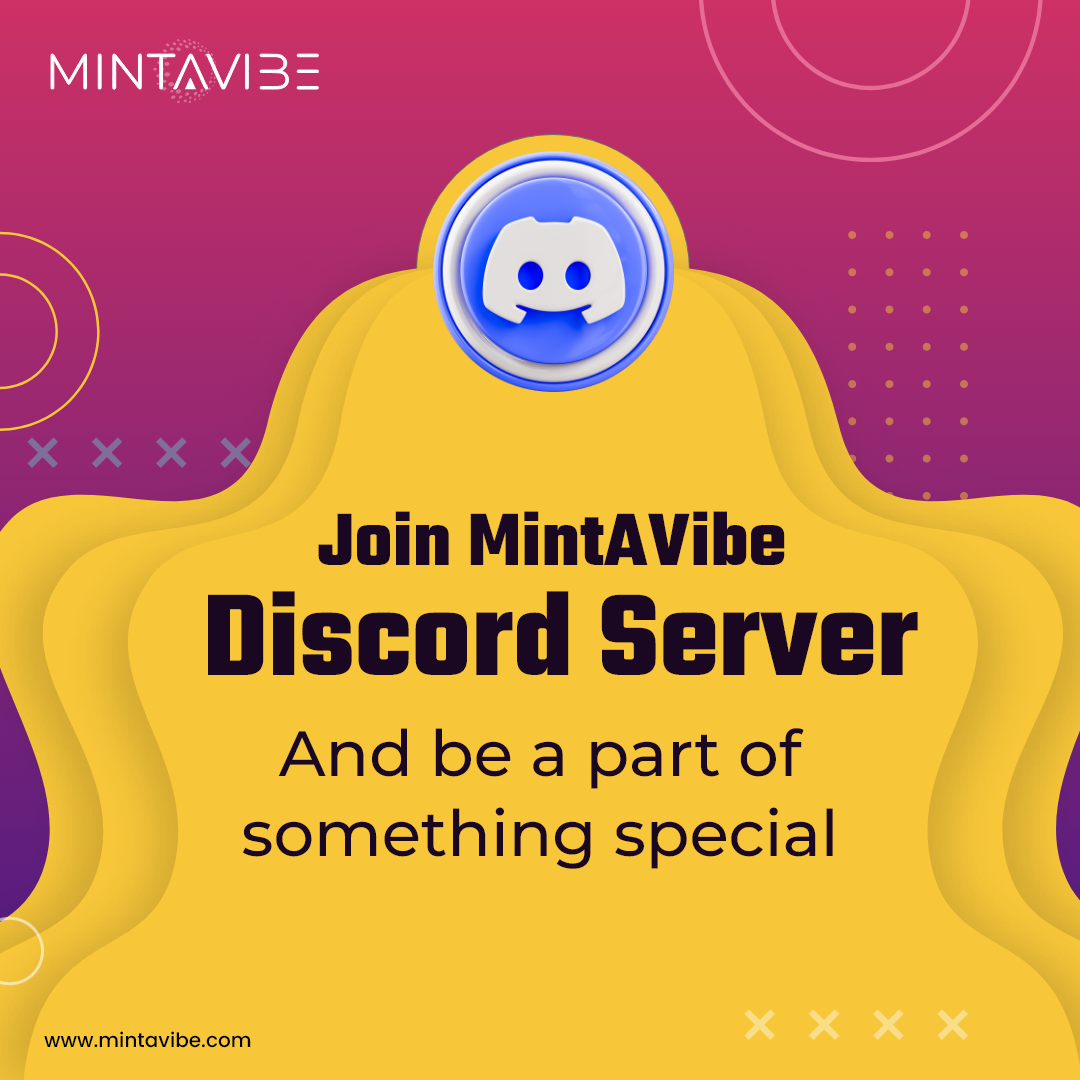 MINTAVIBE
Join MintAVibe
Discord Server
And be a part of
something special
www.mintavibe.com